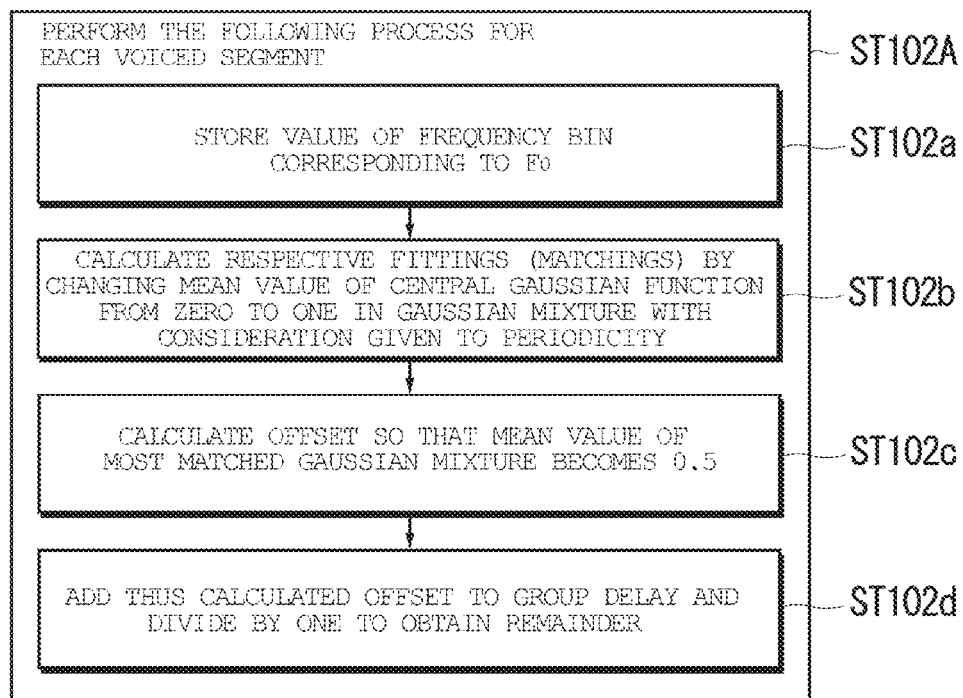 PERFORM THE FOLLOWING PROCESS FOR
EACH VOICED SEGMENT
ST102A
STORE VALUE OF FREQUENCY BIN
CORRESPONDING TO F0
ST102a
CALCULATE RESPECTIVE FITTINGS (MATCHINGS) BY
CHANGING MEAN VALUE OF CENTRAL GAUSSIAN FUNCTION
FROM ZERO TO ONE IN GAUSSIAN MIXTURE WITH
CONSIDERATION GIVEN TO PERIODICITY
ST102b
CALCULATE OFFSET SO THAT MEAN VALUE OF
MOST MATCHED GAUSSIAN MIXTURE BECOMES 0.5
ST102c
ADD THUS CALCULATED OFFSET TO GROUP DELAY AND
DIVIDE BY ONE TO OBTAIN REMAINDER
ST102d